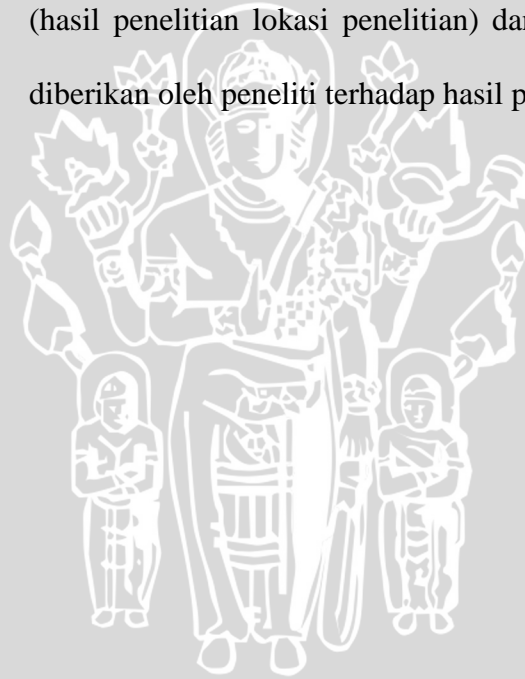 (hasil penelitian lokasi penelitian) dan
diberikan oleh peneliti terhadap hasil p